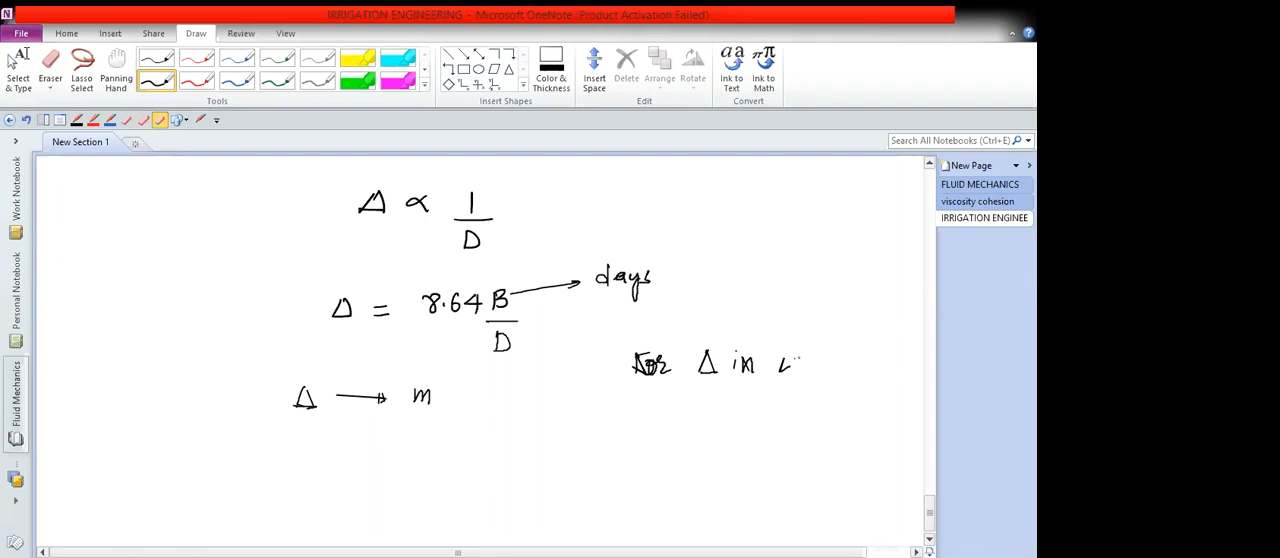 IRRIGATION ENGINEERING - Microsoft OneNote (Product Activation Failed)
File Home Insert Share Draw Review View
Select & Type
Eraser
Lasso Select
Panning Hand
Color & Thickness
Insert Space
Delete
Arrange
Rotate
Ink to Text
Ink to Math
Tools
Insert Shapes
Edit
Convert
New Section 1
Search All Notebooks (Ctrl+E)
New Page
FLUID MECHANICS
viscosity cohesion
IRRIGATION ENGINEE
Work Notebook
Personal Notebook
Fluid Mechanics
Δ ∝ 1
D
days
Δ = 8.64 B
D
For Δ in
Δ → m